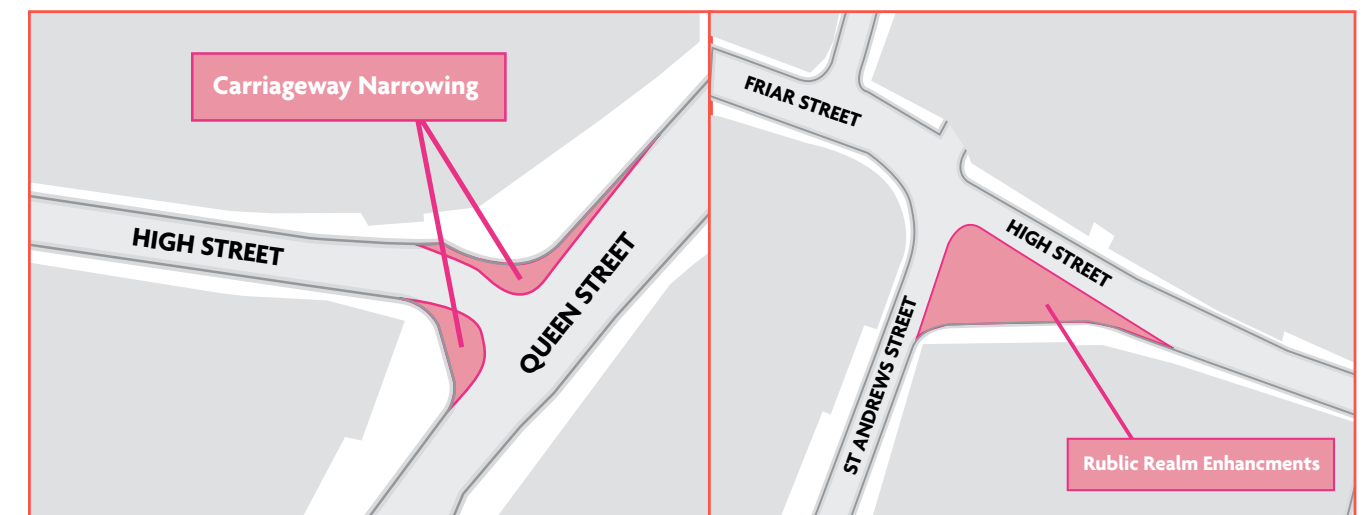 Carriageway Narrowing
HIGH STREET
QUEEN STREET
FRIAR STREET
HIGH STREET
ST ANDREWS STREET
Rublic Realm Enhancments